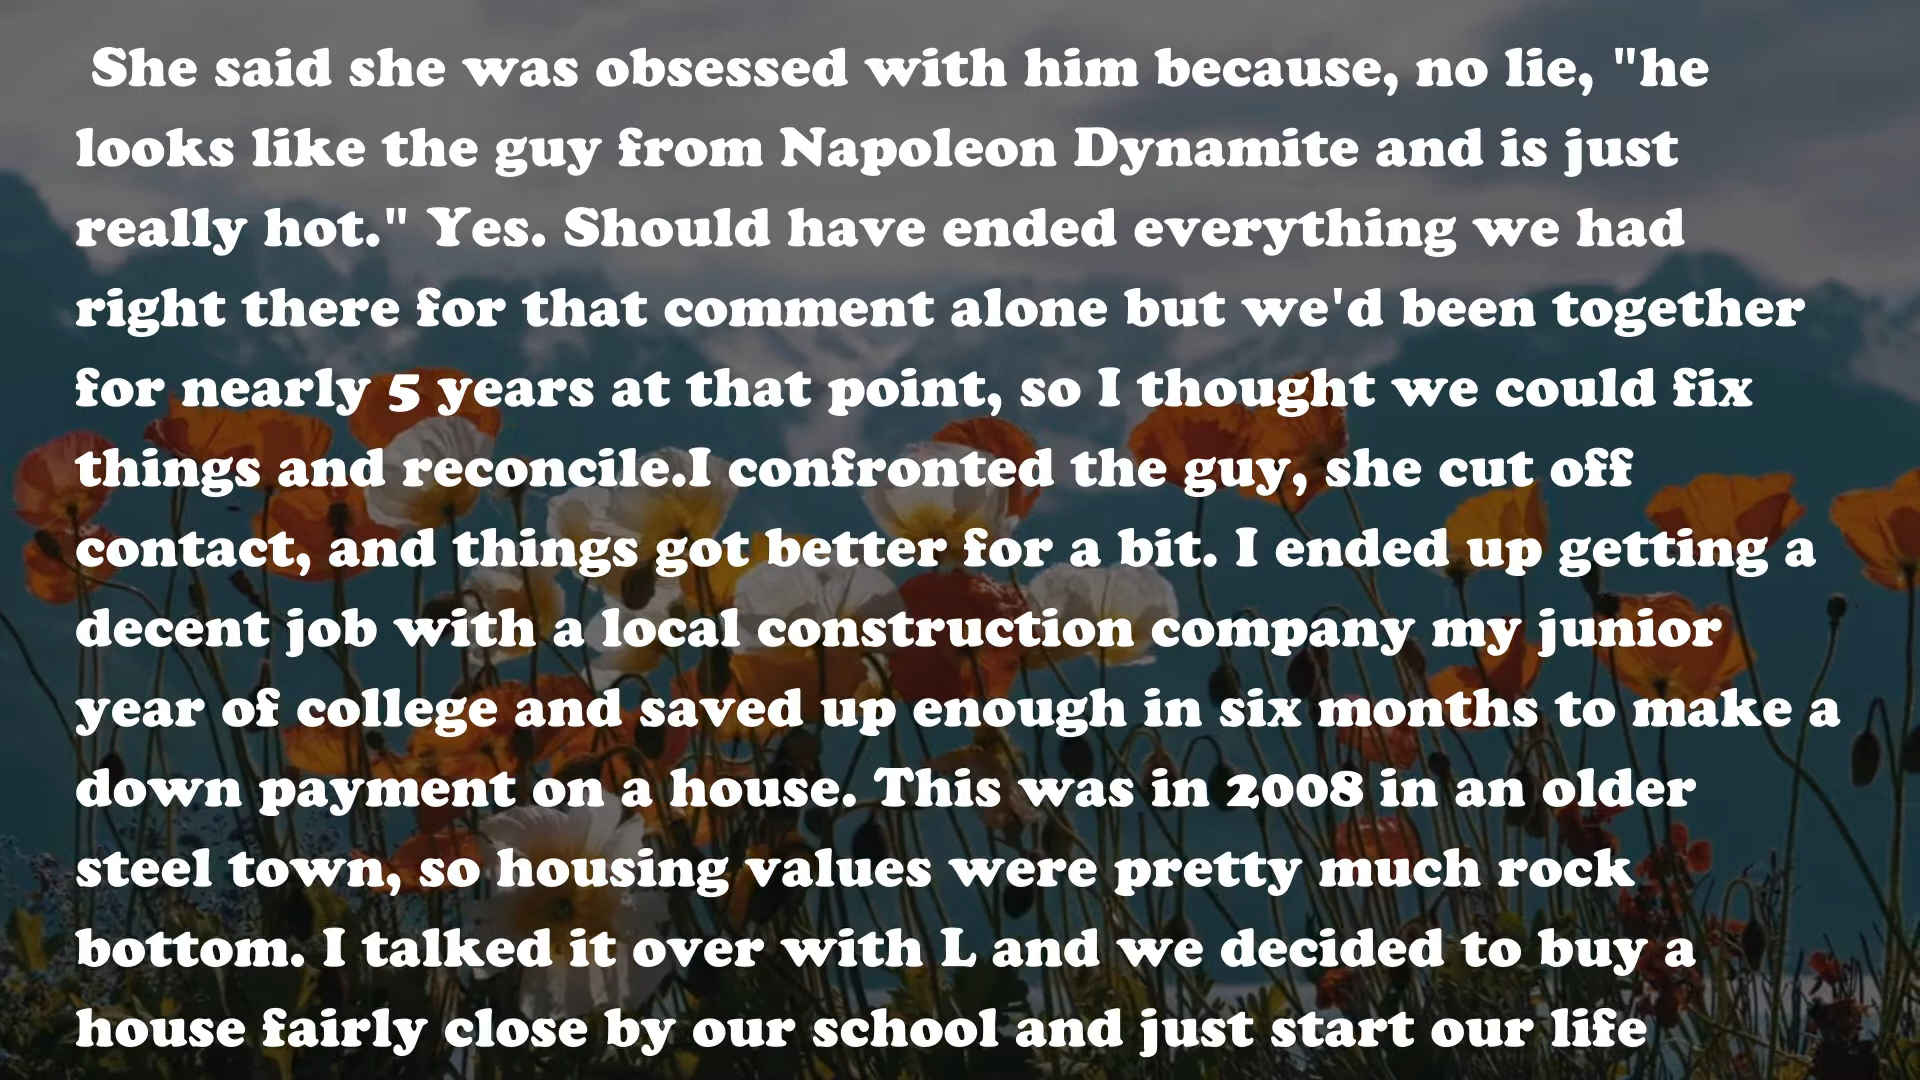 She said she was obsessed with him because, no lie, "he
looks like the guy from Napoleon Dynamite and is just
really hot." Yes. Should have ended everything we had
right there for that comment alone but we'd been together
for nearly 5 years at that point, so I thought we could fix
things and reconcile.I confronted the guy, she cut off
contact, and things got better for a bit. I ended up getting a
decent job with a local construction company my junior
year of college and saved up enough in six months to make a
down payment on a house. This was in 2008 in an older
steel town, so housing values were pretty much rock
bottom. I talked it over with L and we decided to buy a
house fairly close by our school and just start our life